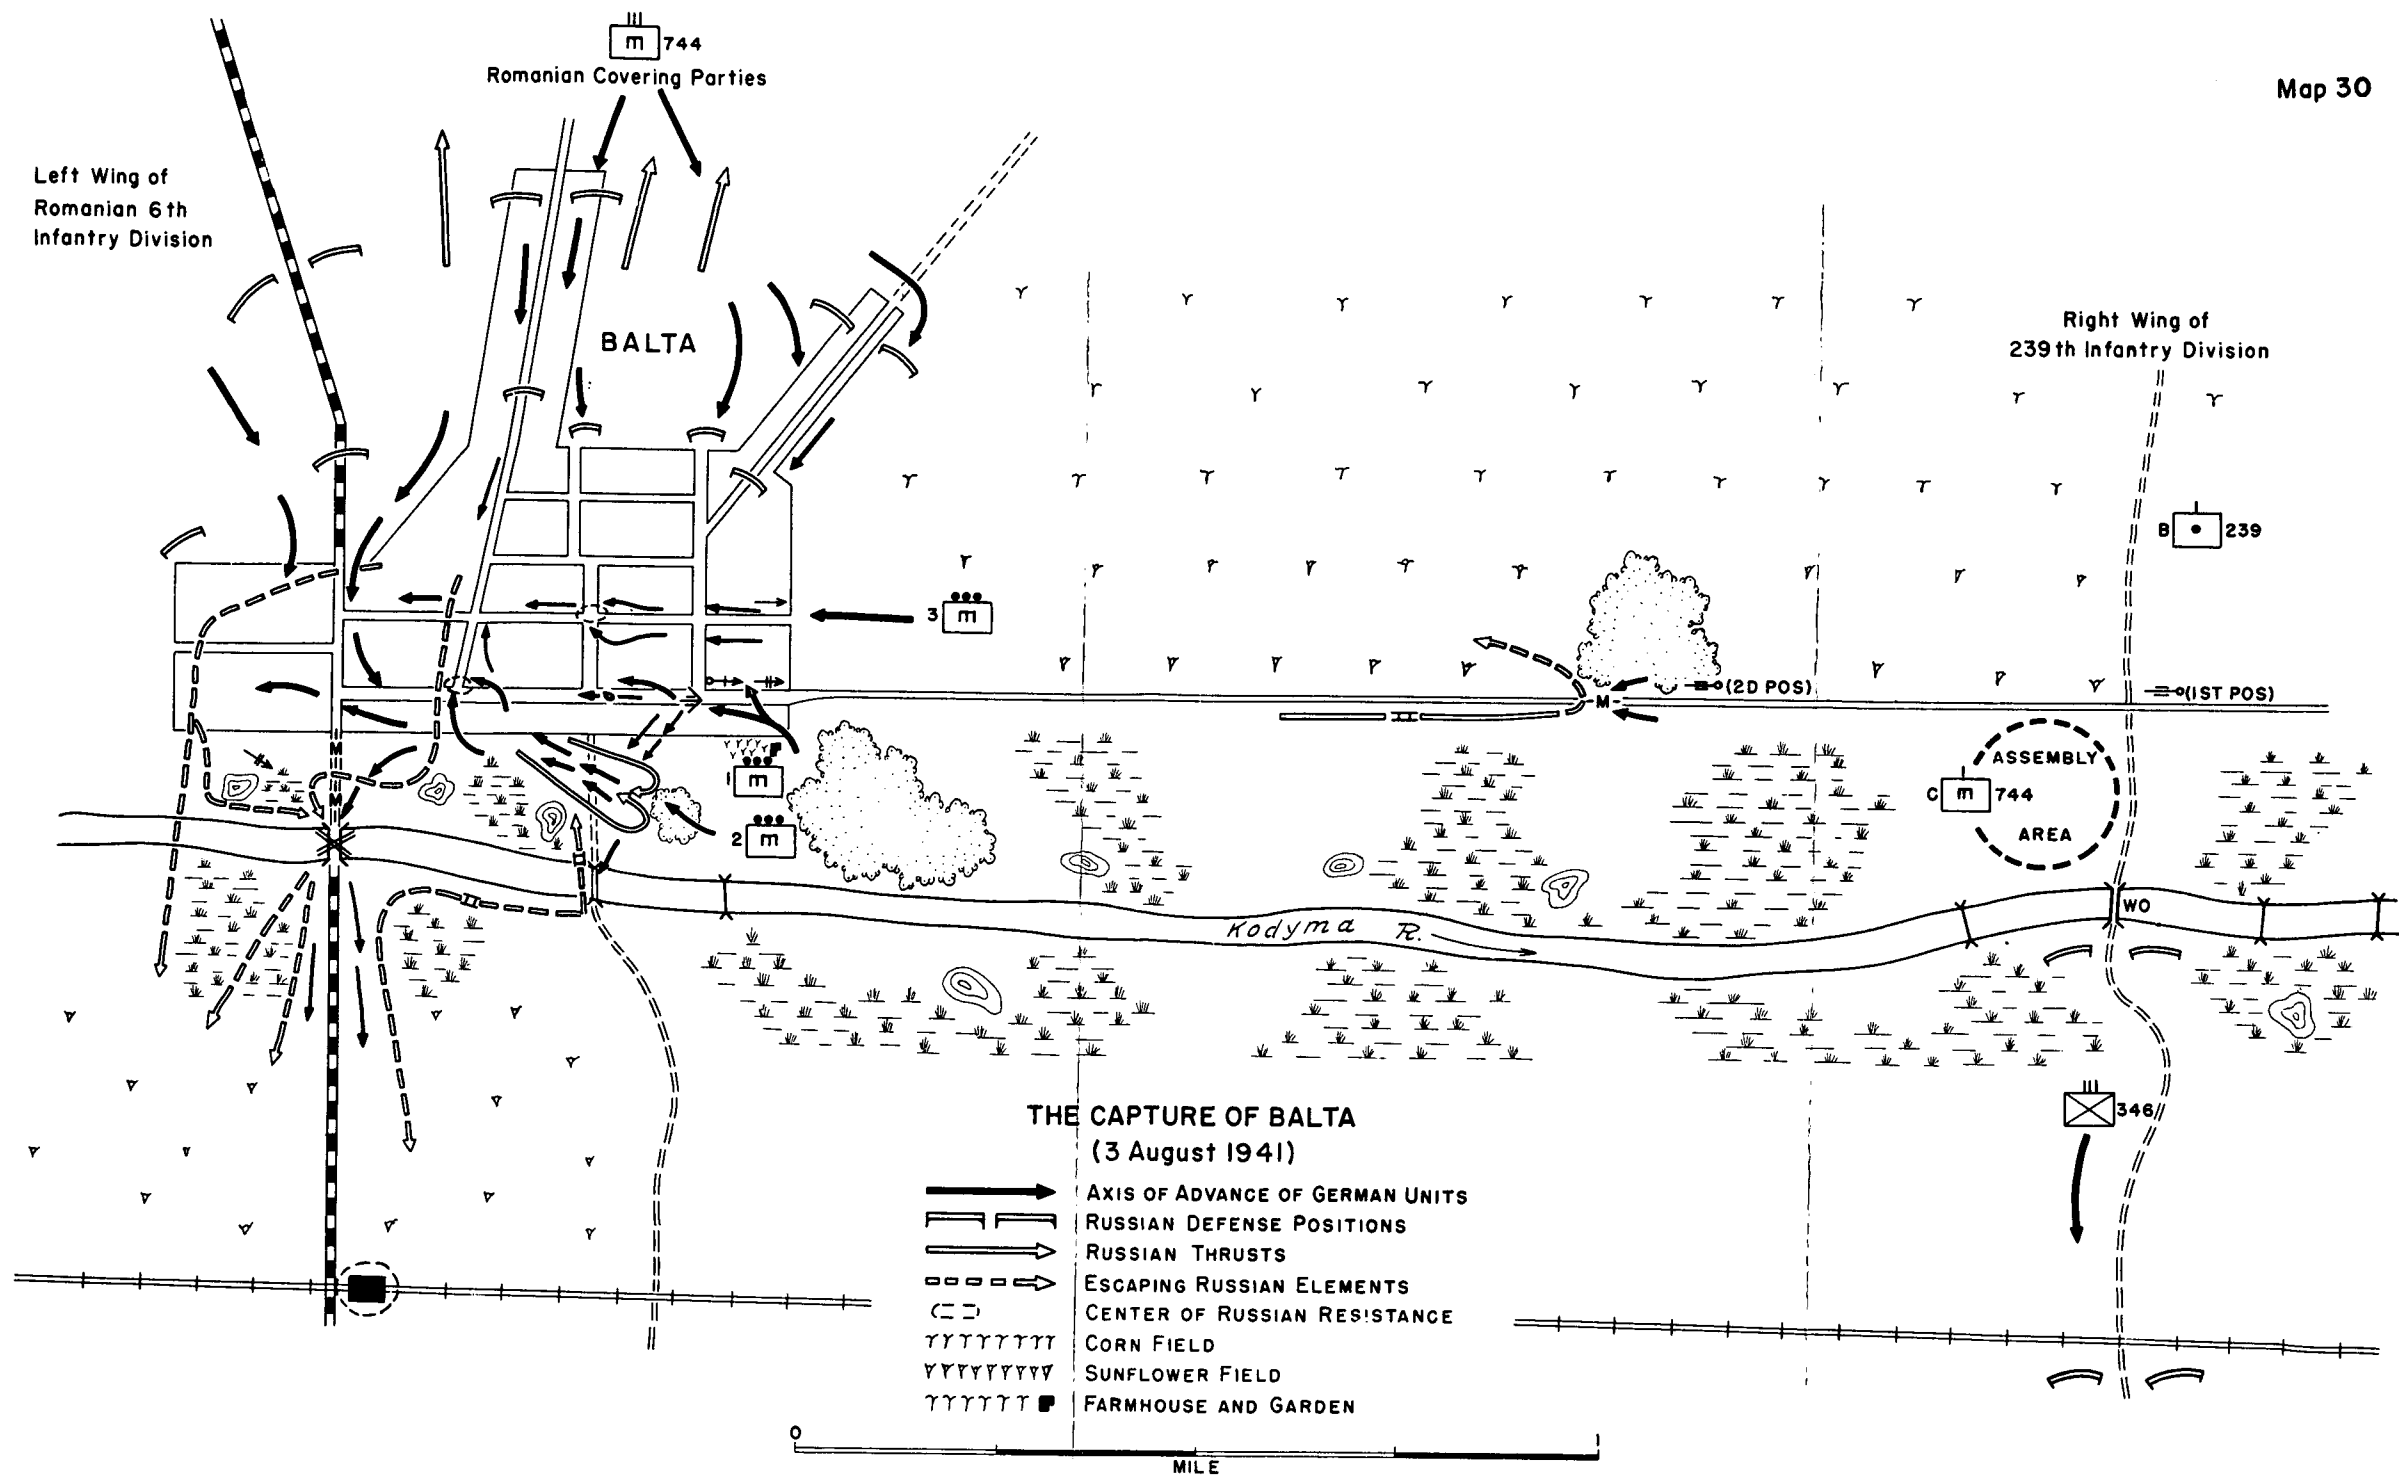 Map 30
744
Romanian Covering Parties
Left Wing of
Romanian 6th
Infantry Division
BALTA
Right Wing of
239th Infantry Division
B 239
3
M
(2D POS)
(1ST POS)
M
M
1
2
ASSEMBLY
AREA
C 744
WO
Kodyma R.
346
THE CAPTURE OF BALTA
(3 August 1941)
AXIS OF ADVANCE OF GERMAN UNITS
RUSSIAN DEFENSE POSITIONS
RUSSIAN THRUSTS
ESCAPING RUSSIAN ELEMENTS
CENTER OF RUSSIAN RESISTANCE
CORN FIELD
SUNFLOWER FIELD
FARMHOUSE AND GARDEN
0 1
MILE